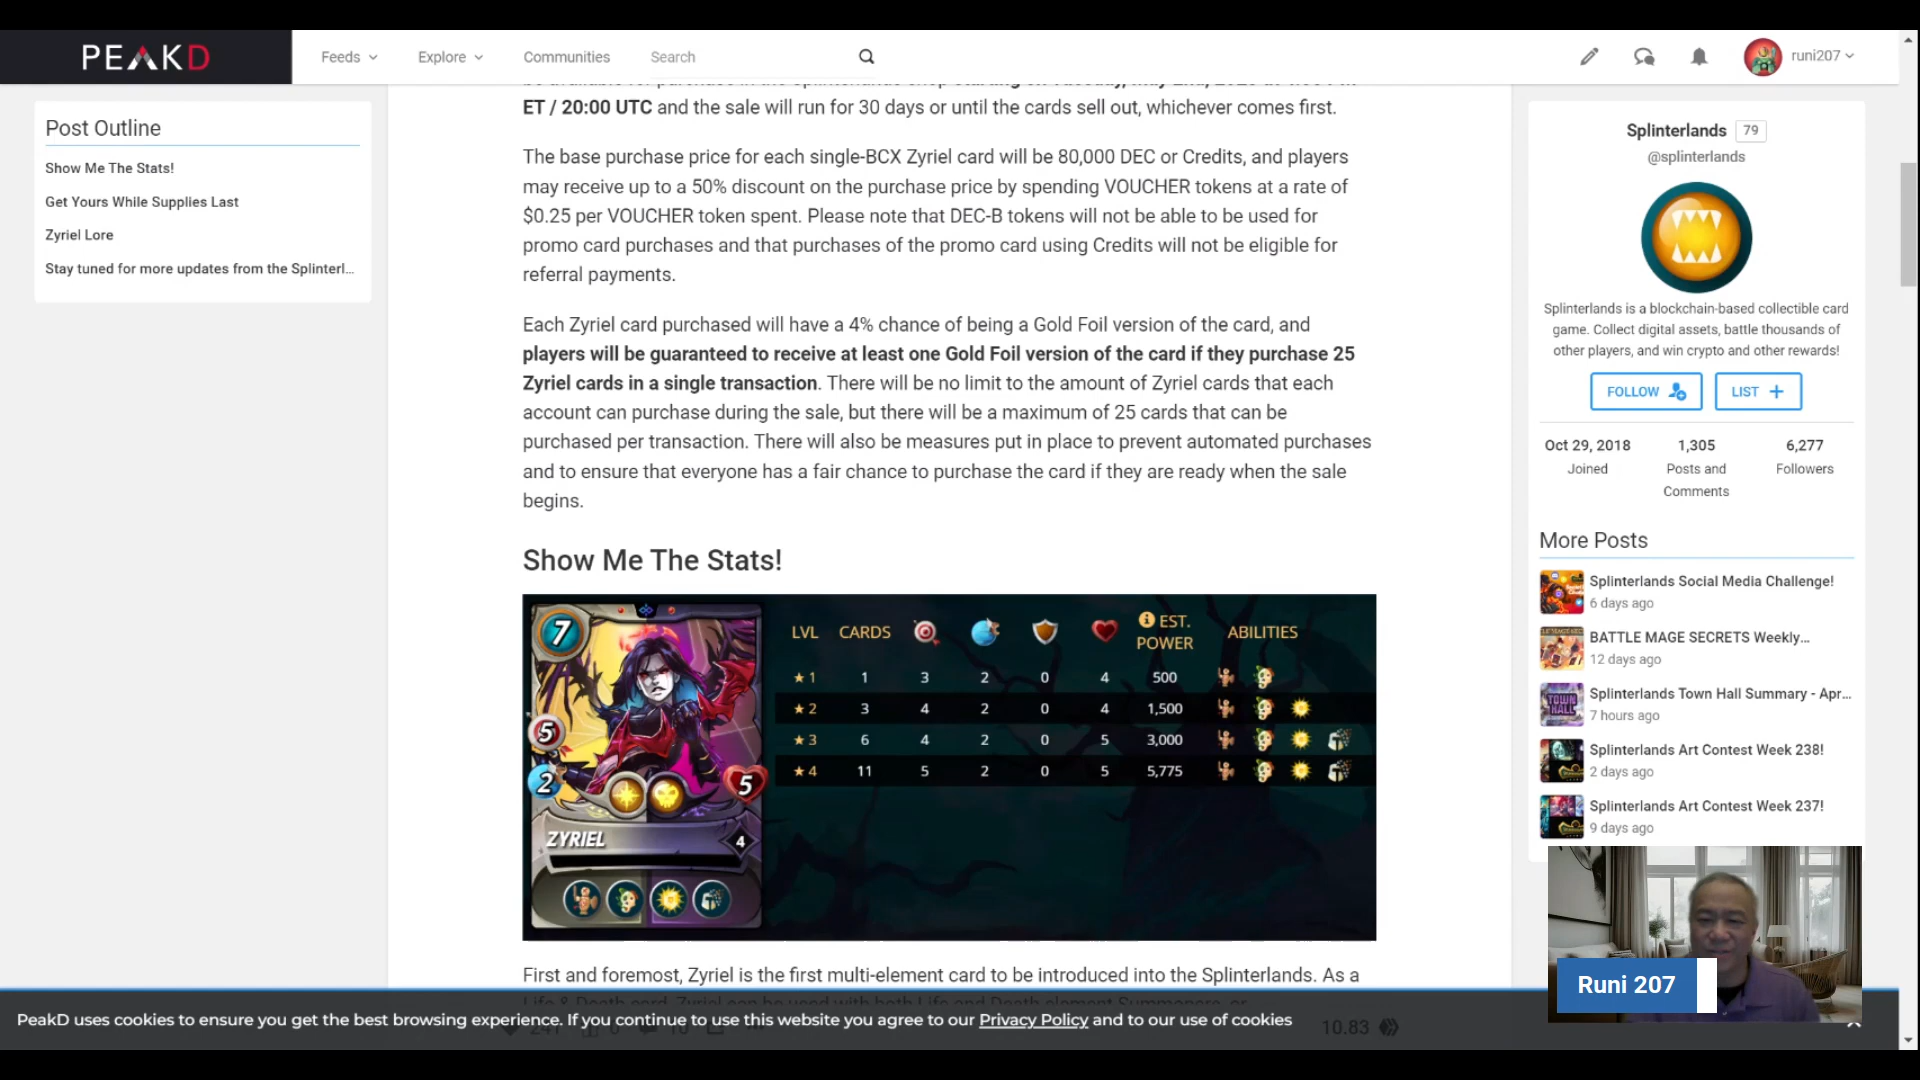 PEAKD
Feeds
Explore
Communities
Search
runi207
Post Outline
Show Me The Stats!
Get Yours While Supplies Last
Zyriel Lore
Stay tuned for more updates from the Splinterl...
ET / 20:00 UTC and the sale will run for 30 days or until the cards sell out, whichever comes first.
The base purchase price for each single-BCX Zyriel card will be 80,000 DEC or Credits, and players
may receive up to a 50% discount on the purchase price by spending VOUCHER tokens at a rate of
$0.25 per VOUCHER token spent. Please note that DEC-B tokens will not be able to be used for
promo card purchases and that purchases of the promo card using Credits will not be eligible for
referral payments.
Each Zyriel card purchased will have a 4% chance of being a Gold Foil version of the card, and
players will be guaranteed to receive at least one Gold Foil version of the card if they purchase 25
Zyriel cards in a single transaction. There will be no limit to the amount of Zyriel cards that each
account can purchase during the sale, but there will be a maximum of 25 cards that can be
purchased per transaction. There will also be measures put in place to prevent automated purchases
and to ensure that everyone has a fair chance to purchase the card if they are ready when the sale
begins.
Show Me The Stats!
7
5
2
5
ZYRIEL
4
LVL CARDS EST. POWER ABILITIES
★ 1 1 3 2 0 4 500
★ 2 3 4 2 0 4 1,500
★ 3 6 4 2 0 5 3,000
★ 4 11 5 2 0 5 5,775
First and foremost, Zyriel is the first multi-element card to be introduced into the Splinterlands. As a
Splinterlands 79
@splinterlands
Splinterlands is a blockchain-based collectible card
game. Collect digital assets, battle thousands of
other players, and win crypto and other rewards!
FOLLOW
LIST
Oct 29, 2018 1,305 6,277
Joined Posts and Followers
Comments
More Posts
Splinterlands Social Media Challenge!
6 days ago
BATTLE MAGE SECRETS Weekly...
12 days ago
Splinterlands Town Hall Summary - Apr...
7 hours ago
Splinterlands Art Contest Week 238!
2 days ago
Splinterlands Art Contest Week 237!
9 days ago
Runi 207
PeakD uses cookies to ensure you get the best browsing experience. If you continue to use this website you agree to our Privacy Policy and to our use of cookies
10.83